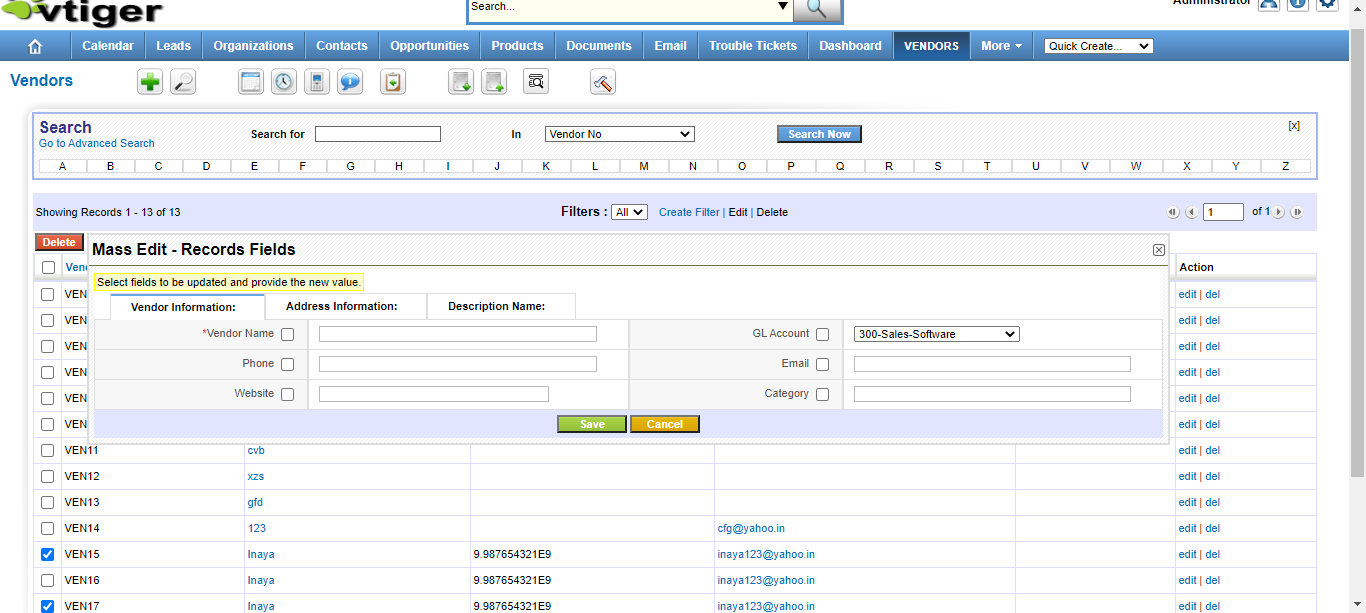 vtiger
Search...
Administrator
Calendar Leads Organizations Contacts Opportunities Products Documents Email Trouble Tickets Dashboard VENDORS More Quick Create...
Vendors
Search
Go to Advanced Search
Search for In Vendor No Search Now [x]
A B C D E F G H I J K L M N O P Q R S T U V W X Y Z
Showing Records 1 - 13 of 13 Filters : All Create Filter | Edit | Delete 1 of 1
Delete
Mass Edit - Records Fields
Action
Select fields to be updated and provide the new value.
Vendor Information: Address Information: Description Name:
*Vendor Name GL Account 300-Sales-Software
Phone Email
Website Category
Save Cancel
VEN edit | del
VEN edit | del
VEN edit | del
VEN edit | del
VEN edit | del
VEN edit | del
VEN11 cvb edit | del
VEN12 xzs edit | del
VEN13 gfd edit | del
VEN14 123 cfg@yahoo.in edit | del
VEN15 Inaya 9.987654321E9 inaya123@yahoo.in edit | del
VEN16 Inaya 9.987654321E9 inaya123@yahoo.in edit | del
VEN17 Inaya 9.987654321E9 inaya123@yahoo.in edit | del